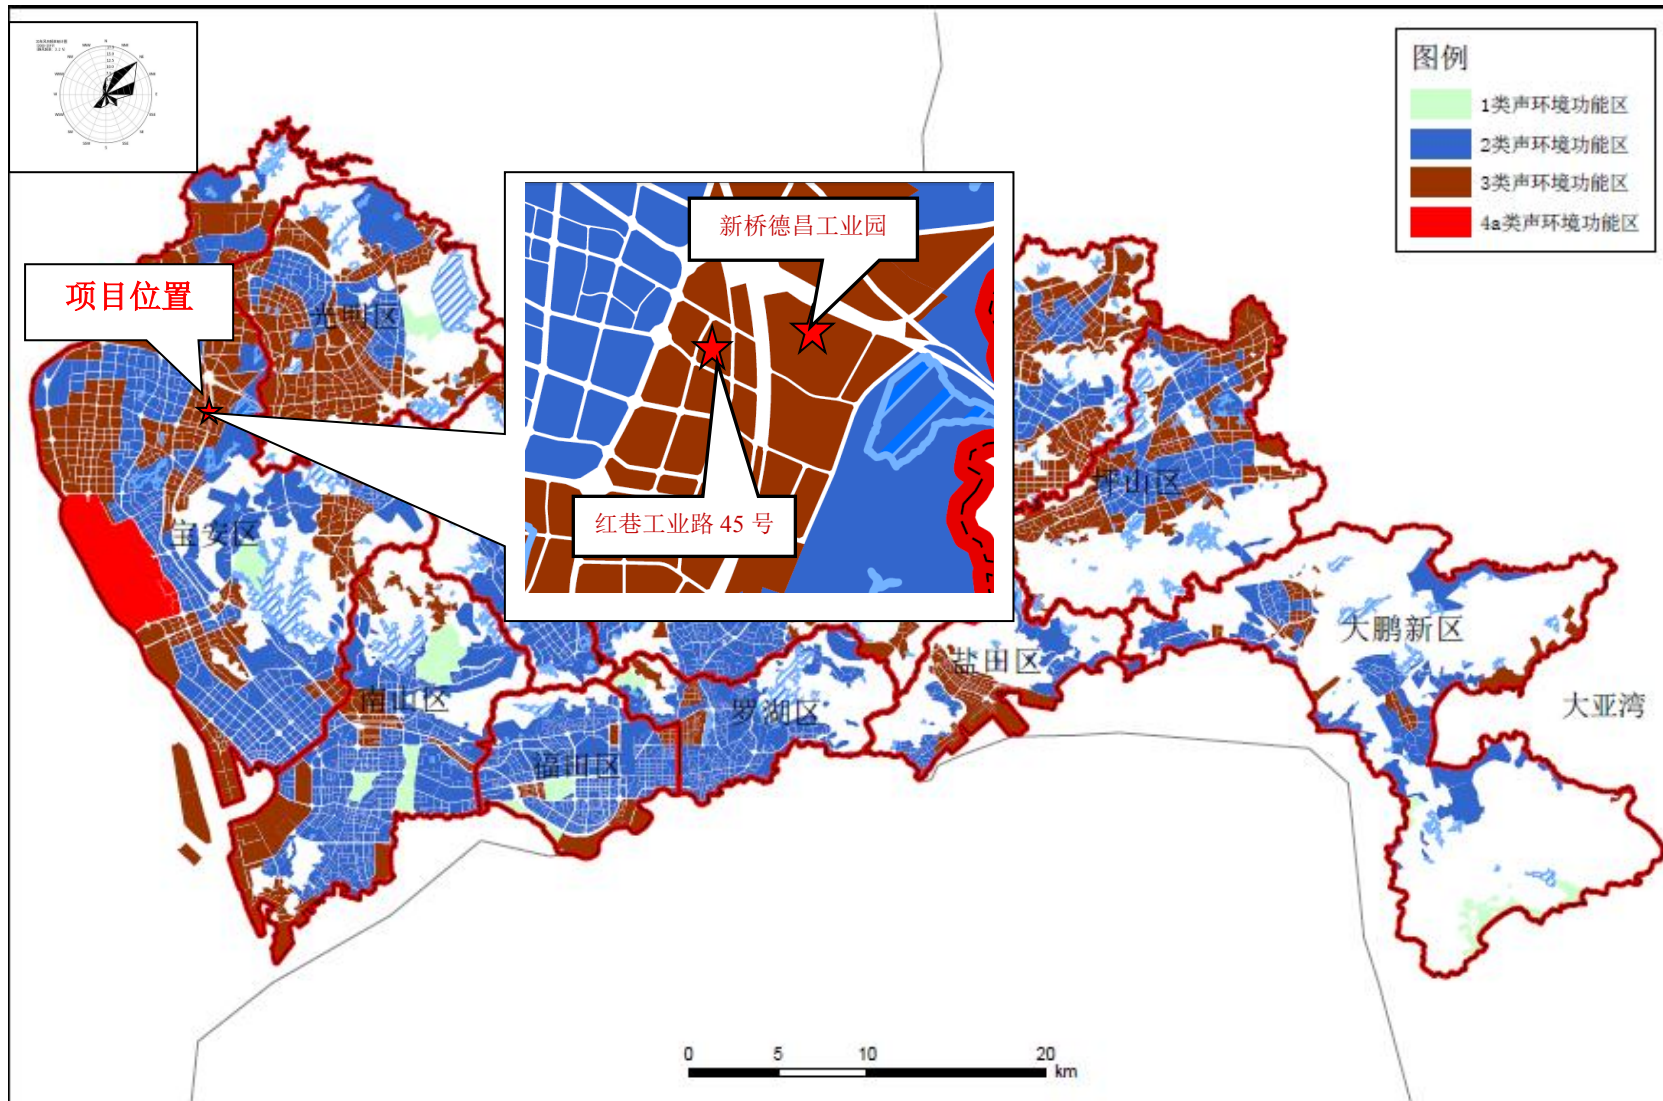 图例
1类声环境功能区
2类声环境功能区
3类声环境功能区
4a类声环境功能区
项目位置
新桥德昌工业园
红巷工业路 45 号
光明区
宝安区
坪山区
大鹏新区
盐田区
南山区
罗湖区
福田区
大亚湾
0 5 10 20
km